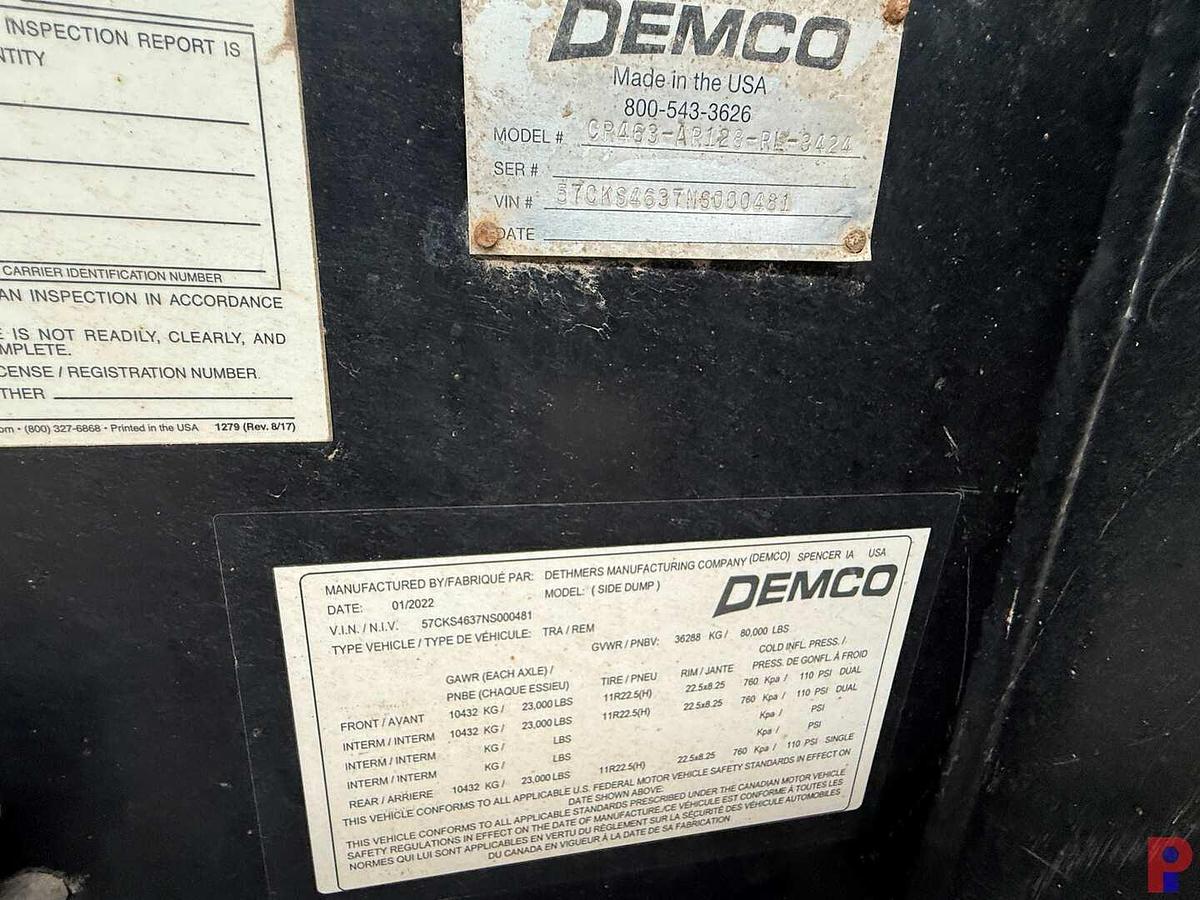 INSPECTION REPORT IS
NTITY
CARRIER IDENTIFICATION NUMBER
AN INSPECTION IN ACCORDANCE
E IS NOT READILY, CLEARLY, AND
MPLETE.
CENSE / REGISTRATION NUMBER
THER
om • (800) 327-6868 • Printed in the USA 1279 (Rev. 8/17)
DEMCO
Made in the USA
800-543-3626
MODEL # CR463-AR128-RL-3424
SER #
VIN # 57CKS4637NS000481
DATE
MANUFACTURED BY/FABRIQUÉ PAR: DETHMERS MANUFACTURING COMPANY (DEMCO) SPENCER IA USA
DATE: 01/2022 MODEL: ( SIDE DUMP )
DEMCO
V.I.N. / N.I.V. 57CKS4637NS000481
TYPE VEHICLE / TYPE DE VÉHICULE: TRA / REM
GVWR / PNBV: 36288 KG / 80,000 LBS
GAWR (EACH AXLE) / COLD INFL. PRESS. /
PNBE (CHAQUE ESSIEU) TIRE / PNEU RIM / JANTE PRESS. DE GONFL. À FROID
FRONT / AVANT 10432 KG / 23,000 LBS 11R22.5(H) 22.5x8.25 760 Kpa / 110 PSI DUAL
INTERM / INTERM 10432 KG / 23,000 LBS 11R22.5(H) 22.5x8.25 760 Kpa / 110 PSI DUAL
INTERM / INTERM KG / LBS Kpa / PSI
INTERM / INTERM KG / LBS Kpa / PSI
REAR / ARRIERE 10432 KG / 23,000 LBS 11R22.5(H) 22.5x8.25 760 Kpa / 110 PSI SINGLE
THIS VEHICLE CONFORMS TO ALL APPLICABLE U.S. FEDERAL MOTOR VEHICLE SAFETY STANDARDS IN EFFECT ON
DATE SHOWN ABOVE.
THIS VEHICLE CONFORMS TO ALL APPLICABLE STANDARDS PRESCRIBED UNDER THE CANADIAN MOTOR VEHICLE
SAFETY REGULATIONS IN EFFECT ON THE DATE OF MANUFACTURE./CE VÉHICULE EST CONFORME À TOUTES LES
NORMES QUI LUI SONT APPLICABLES EN VERTU DU RÈGLEMENT SUR LA SÉCURITÉ DES VÉHICULE AUTOMOBILES
DU CANADA EN VIGUEUR À LA DATE DE SA FABRICATION